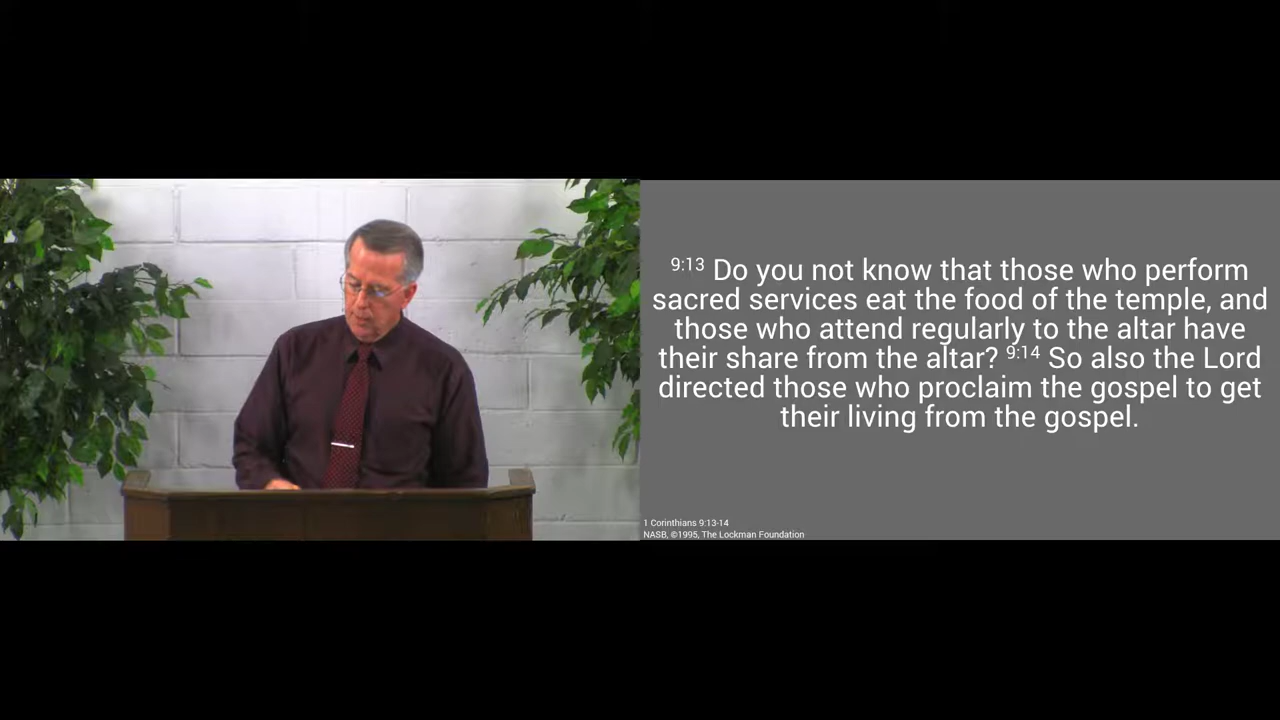 9:13 Do you not know that those who perform
sacred services eat the food of the temple, and
those who attend regularly to the altar have
their share from the altar? 9:14 So also the Lord
directed those who proclaim the gospel to get
their living from the gospel.
1 Corinthians 9:13-14
NASB, ©1995, The Lockman Foundation